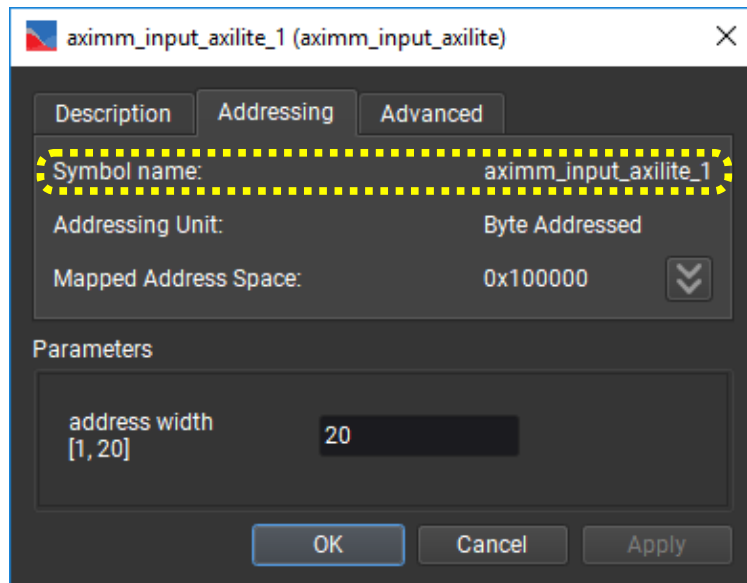 aximm_input_axilite_1 (aximm_input_axilite)
Description Addressing Advanced
Symbol name: aximm_input_axilite_1
Addressing Unit: Byte Addressed
Mapped Address Space: 0x100000
Parameters
address width
[1, 20] 20
OK Cancel Apply